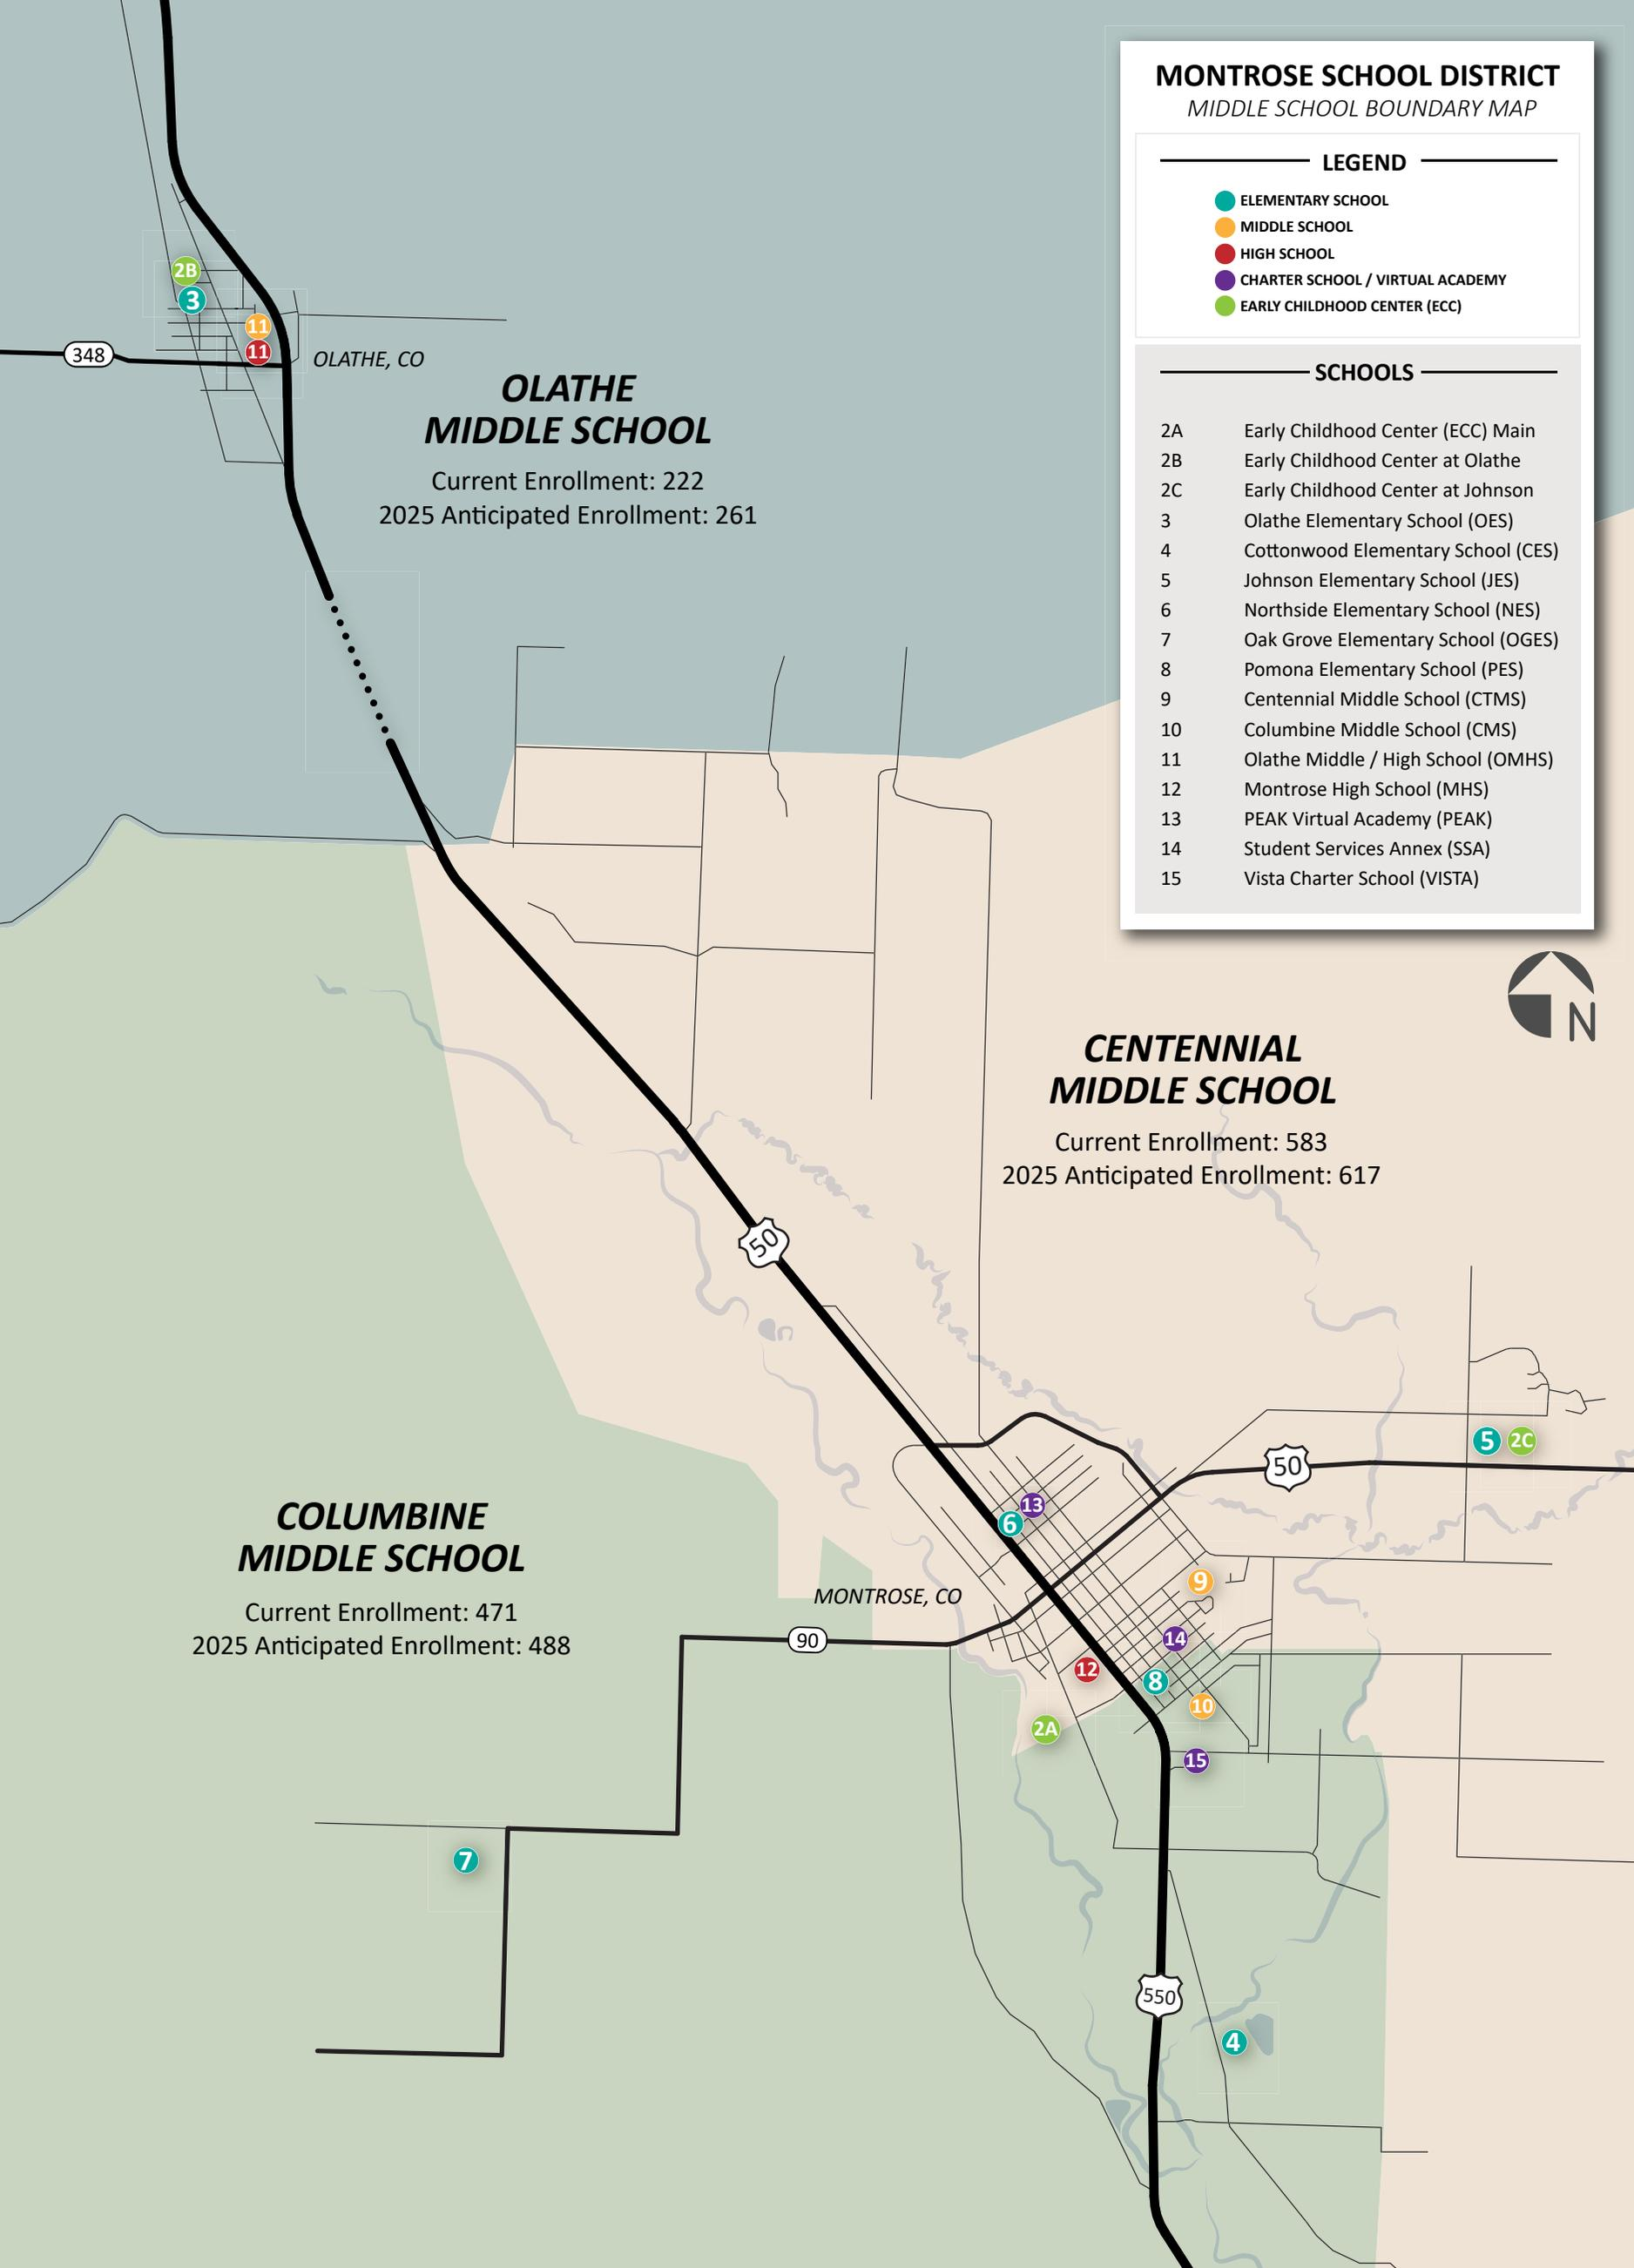 MONTROSE SCHOOL DISTRICT
MIDDLE SCHOOL BOUNDARY MAP
LEGEND
ELEMENTARY SCHOOL
MIDDLE SCHOOL
HIGH SCHOOL
CHARTER SCHOOL / VIRTUAL ACADEMY
EARLY CHILDHOOD CENTER (ECC)
SCHOOLS
2A Early Childhood Center (ECC) Main
2B Early Childhood Center at Olathe
2C Early Childhood Center at Johnson
3 Olathe Elementary School (OES)
4 Cottonwood Elementary School (CES)
5 Johnson Elementary School (JES)
6 Northside Elementary School (NES)
7 Oak Grove Elementary School (OGES)
8 Pomona Elementary School (PES)
9 Centennial Middle School (CTMS)
10 Columbine Middle School (CMS)
11 Olathe Middle / High School (OMHS)
12 Montrose High School (MHS)
13 PEAK Virtual Academy (PEAK)
14 Student Services Annex (SSA)
15 Vista Charter School (VISTA)
N
2B
3
11
11
348
OLATHE, CO
OLATHE
MIDDLE SCHOOL
Current Enrollment: 222
2025 Anticipated Enrollment: 261
CENTENNIAL
MIDDLE SCHOOL
Current Enrollment: 583
2025 Anticipated Enrollment: 617
50
5 2C
50
13
6
COLUMBINE
MIDDLE SCHOOL
Current Enrollment: 471
2025 Anticipated Enrollment: 488
9
MONTROSE, CO
90
14
12
8
10
2A
15
7
550
4